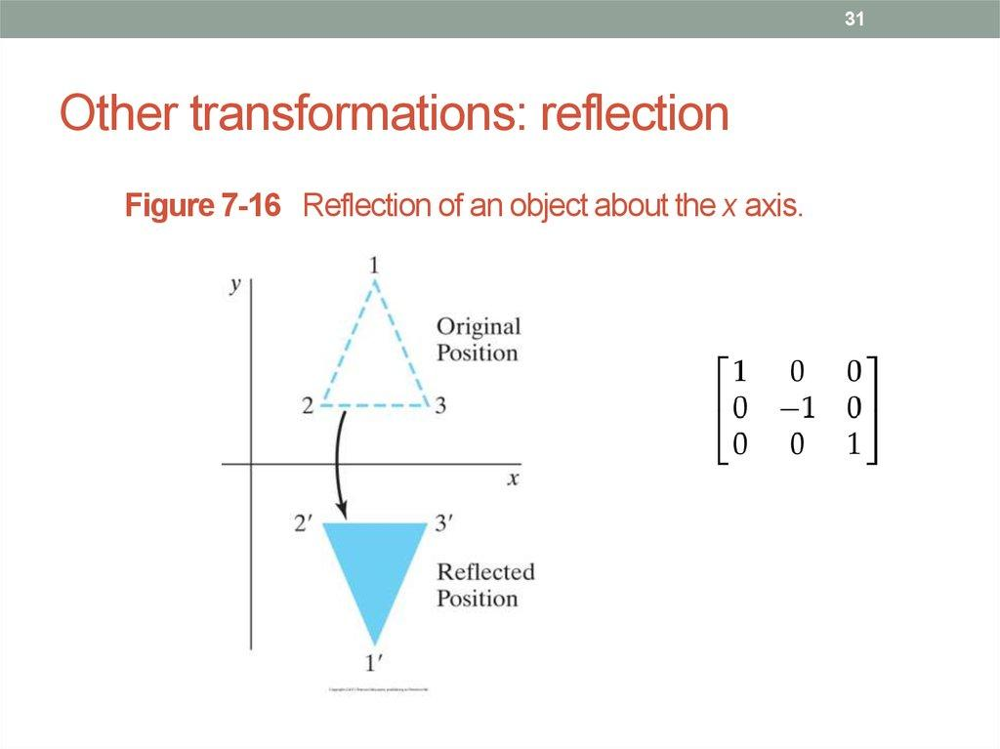 31
Other transformations: reflection
Figure 7-16 Reflection of an object about the x axis.
1
y
Original
Position
2
3
x
2′
3′
Reflected
Position
1′
1 0 0
0 −1 0
0 0 1